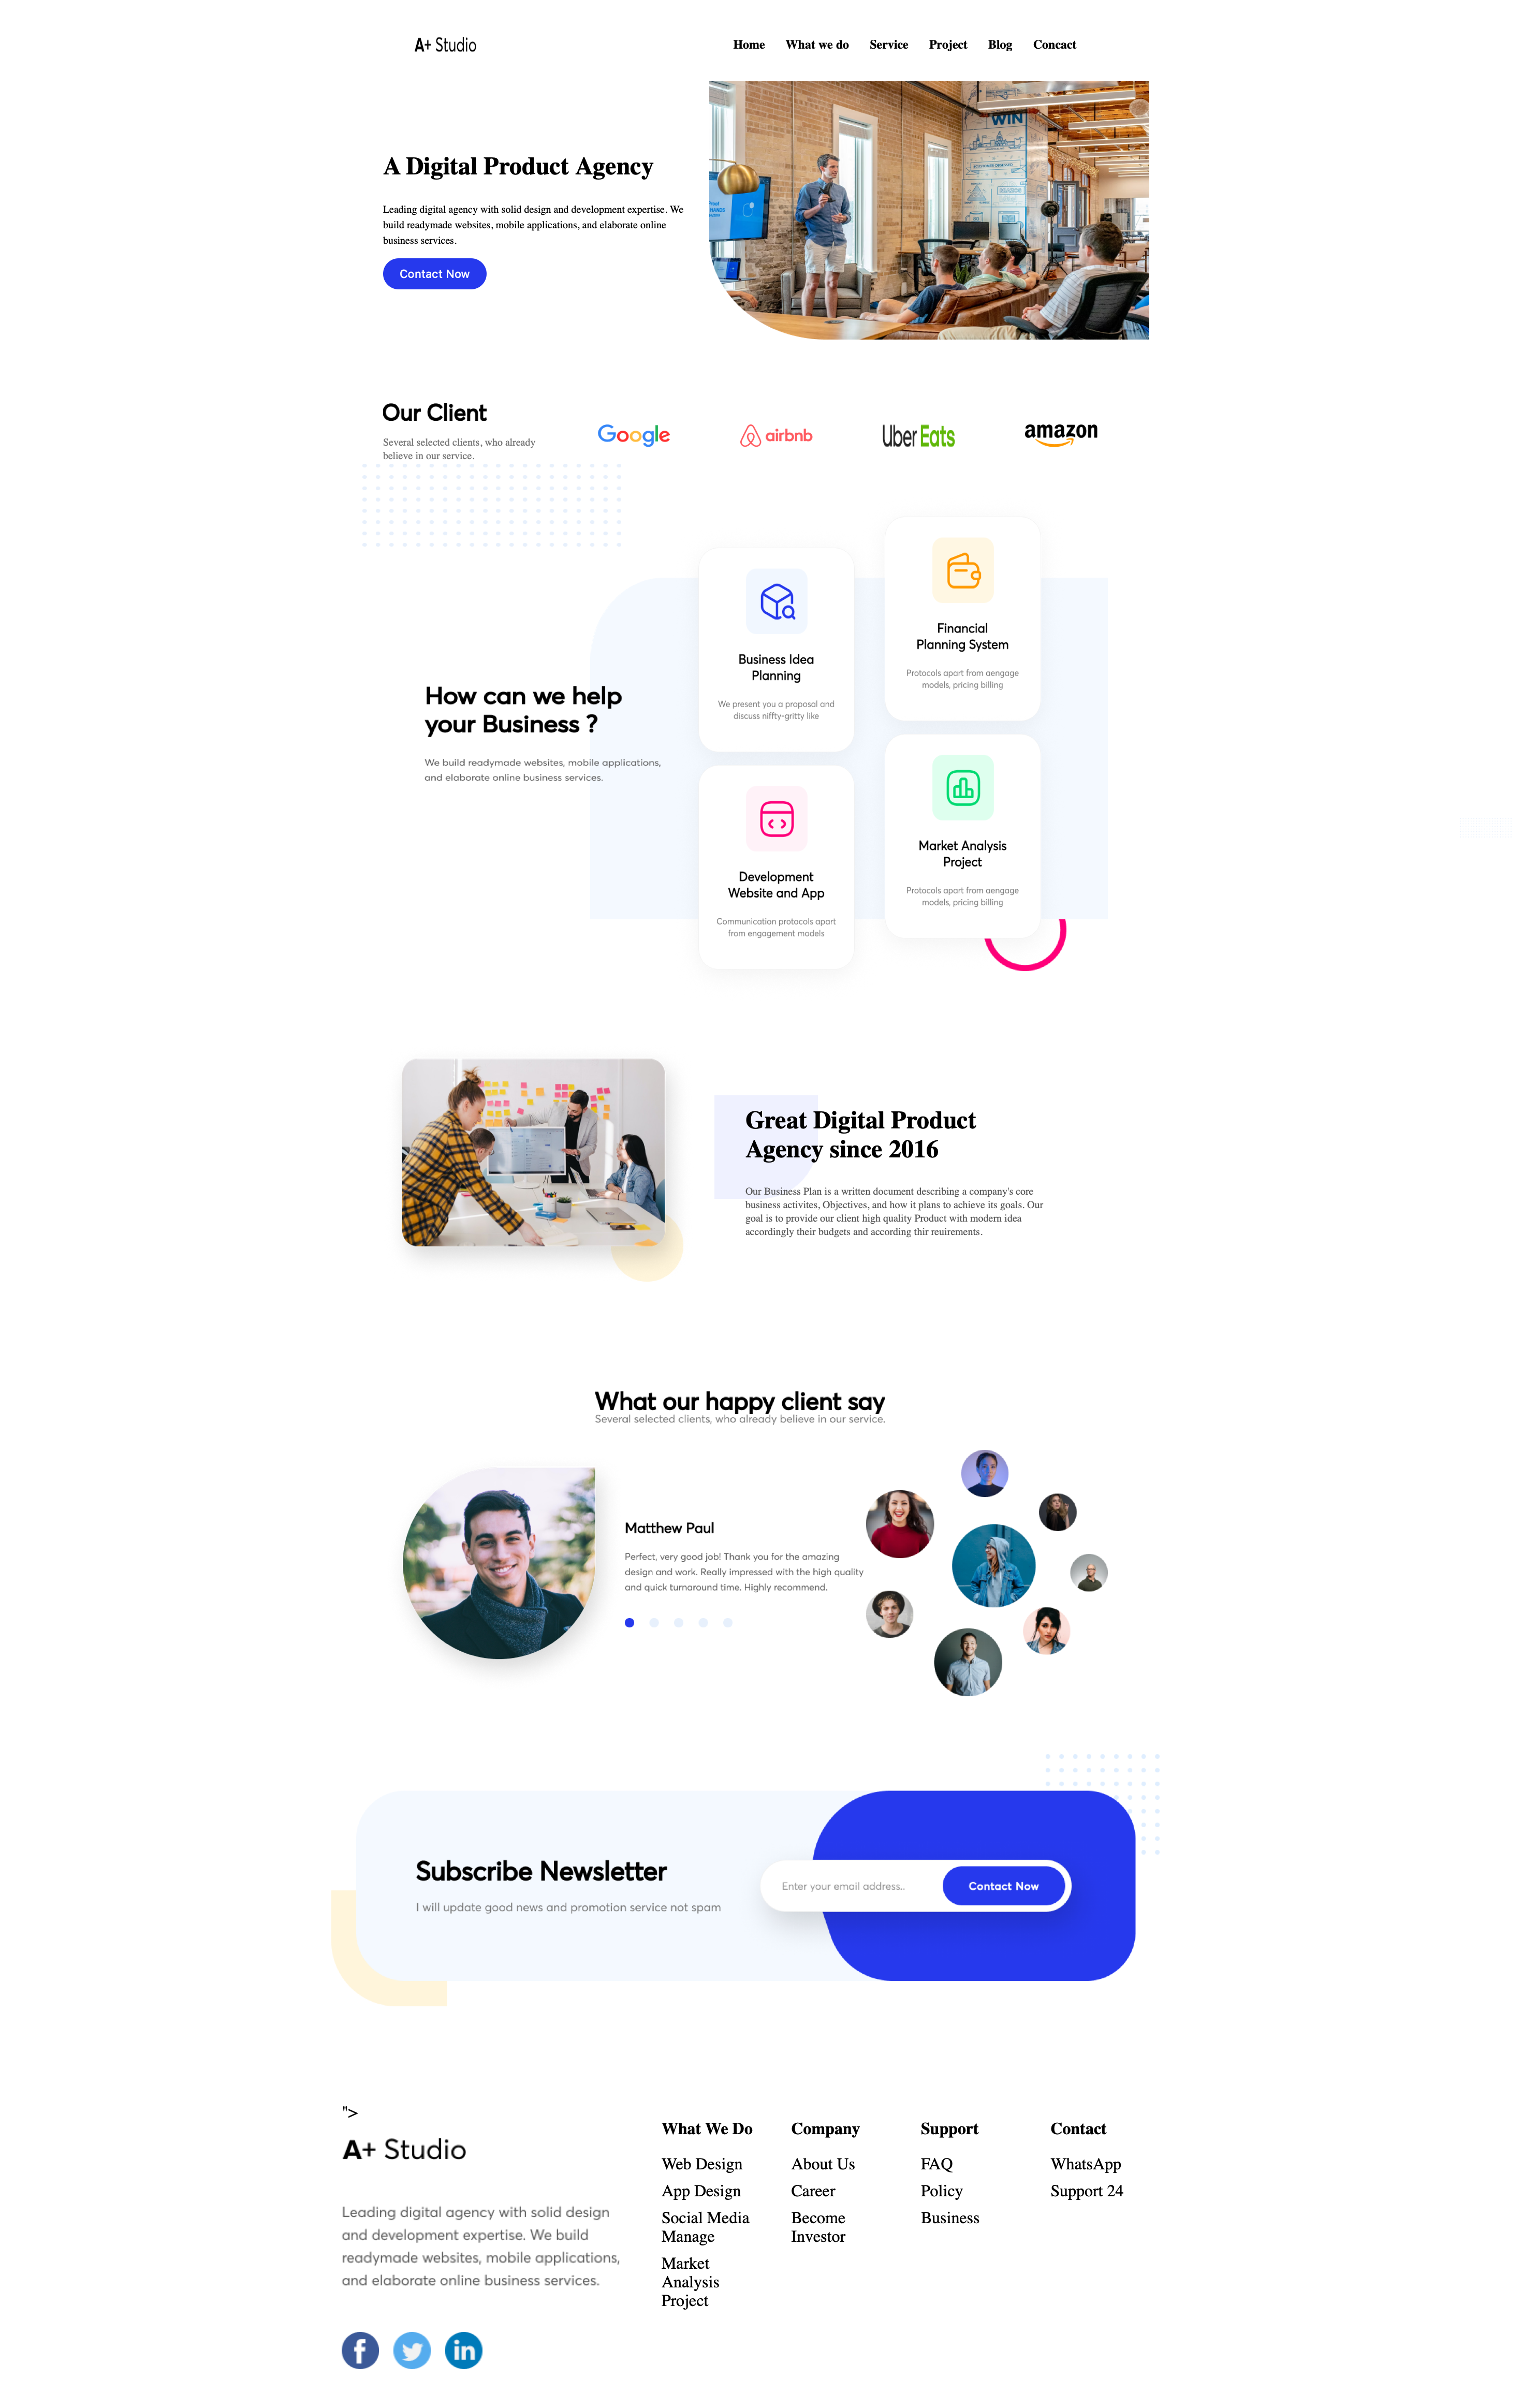 A+ Studio
Home What we do Service Project Blog Concact
WIN
A Digital Product Agency
Leading digital agency with solid design and development expertise. We
build readymade websites, mobile applications, and elaborate online
business services.
Contact Now
Our Client
Several selected clients, who already
believe in our service.
Google
airbnb
Uber Eats
amazon
How can we help
your Business ?
We build readymade websites, mobile applications,
and elaborate online business services.
Business Idea
Planning
We present you a proposal and
discuss niffty-gritty like
Financial
Planning System
Protocols apart from aengage
models, pricing billing
Development
Website and App
Communication protocols apart
from engagement models
Market Analysis
Project
Protocols apart from aengage
models, pricing billing
Great Digital Product
Agency since 2016
Our Business Plan is a written document describing a company's core
business activites, Objectives, and how it plans to achieve its goals. Our
goal is to provide our client high quality Product with modern idea
accordingly their budgets and according thir reuirements.
What our happy client say
Several selected clients, who already believe in our service.
Matthew Paul
Perfect, very good job! Thank you for the amazing
design and work. Really impressed with the high quality
and quick turnaround time. Highly recommend.
Subscribe Newsletter
I will update good news and promotion service not spam
Enter your email address..
Contact Now
">
A+ Studio
Leading digital agency with solid design
and development expertise. We build
readymade websites, mobile applications,
and elaborate online business services.
What We Do
Web Design
App Design
Social Media
Manage
Market
Analysis
Project
Company
About Us
Career
Become
Investor
Support
FAQ
Policy
Business
Contact
WhatsApp
Support 24